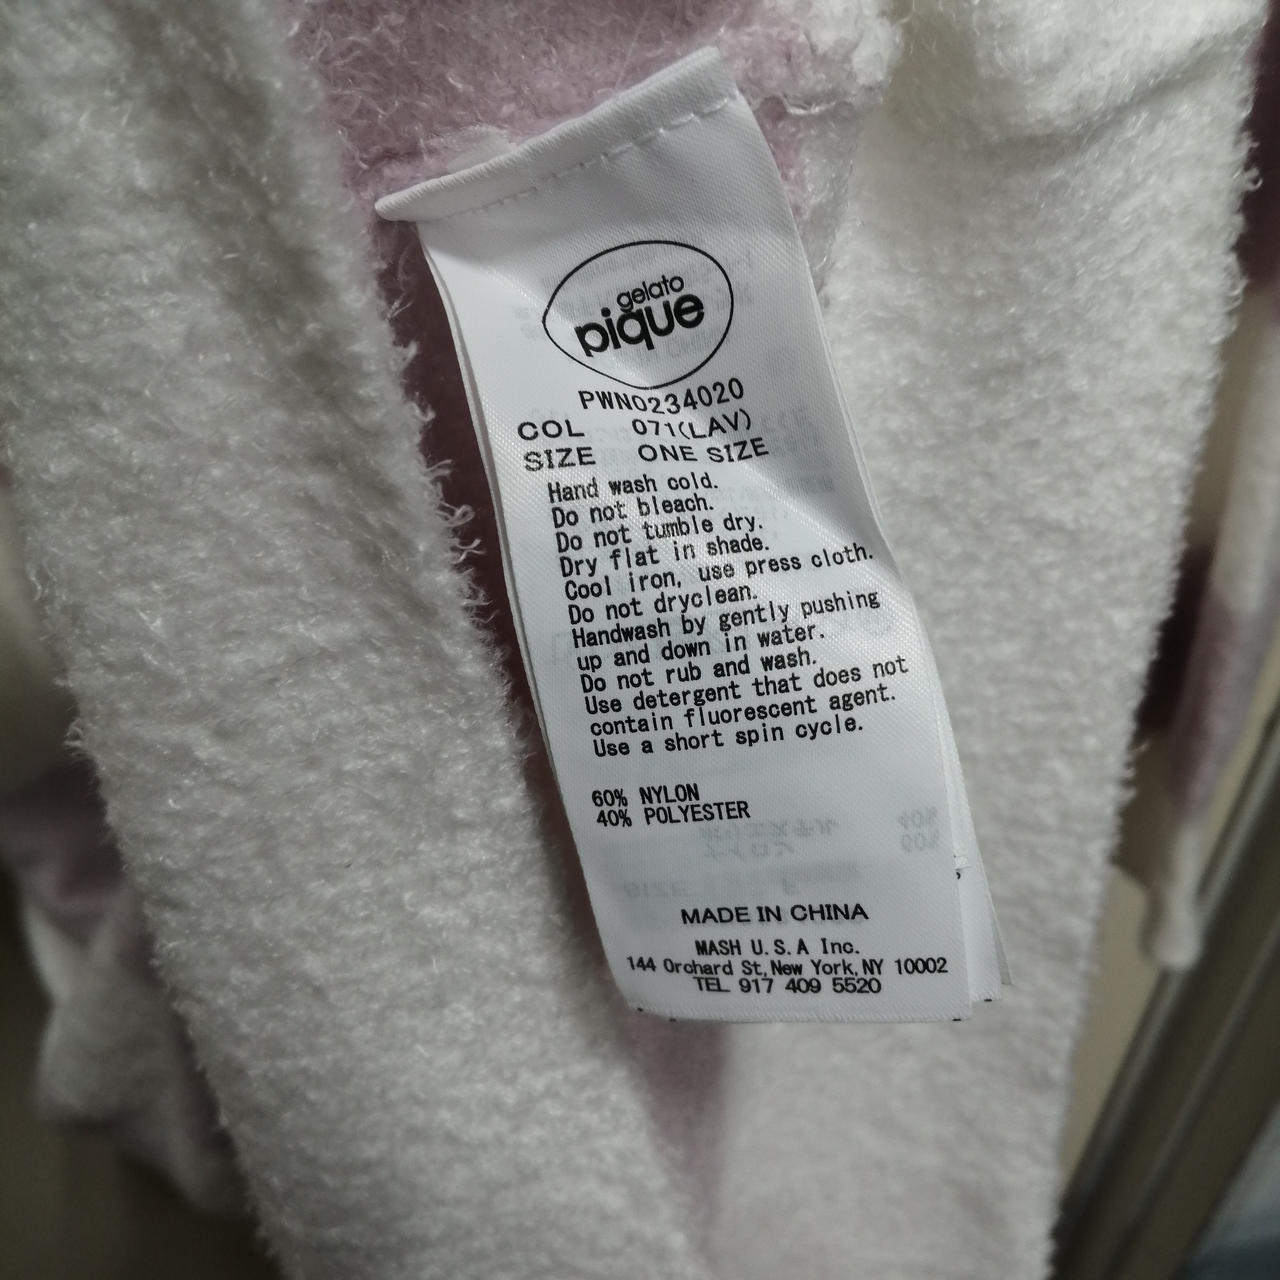 gelato
pique
PWNO234020
COL 071(LAV)
SIZE ONE SIZE
Hand wash cold.
Do not bleach.
Do not tumble dry.
Dry flat in shade.
Cool iron, use press cloth.
Do not dryclean.
Handwash by gently pushing
up and down in water.
Do not rub and wash.
Use detergent that does not
contain fluorescent agent.
Use a short spin cycle.
60% NYLON
40% POLYESTER
MADE IN CHINA
MASH U.S.A Inc.
144 Orchard St, New York, NY 10002
TEL 917 409 5520